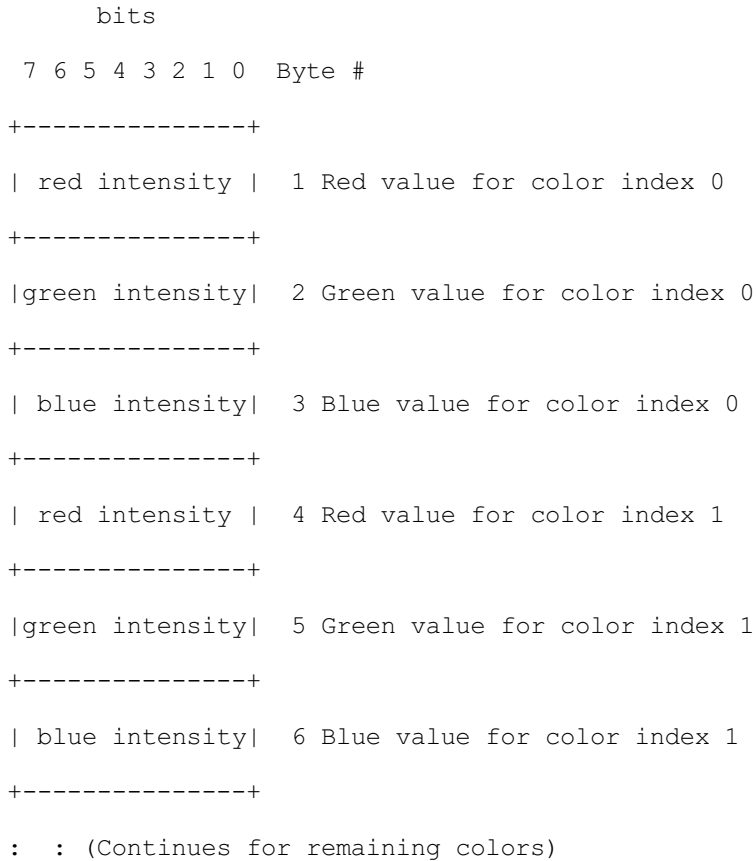 bits
7 6 5 4 3 2 1 0  Byte #
+---------------+
| red intensity |  1 Red value for color index 0
+---------------+
|green intensity|  2 Green value for color index 0
+---------------+
| blue intensity|  3 Blue value for color index 0
+---------------+
| red intensity |  4 Red value for color index 1
+---------------+
|green intensity|  5 Green value for color index 1
+---------------+
| blue intensity|  6 Blue value for color index 1
+---------------+
:  : (Continues for remaining colors)